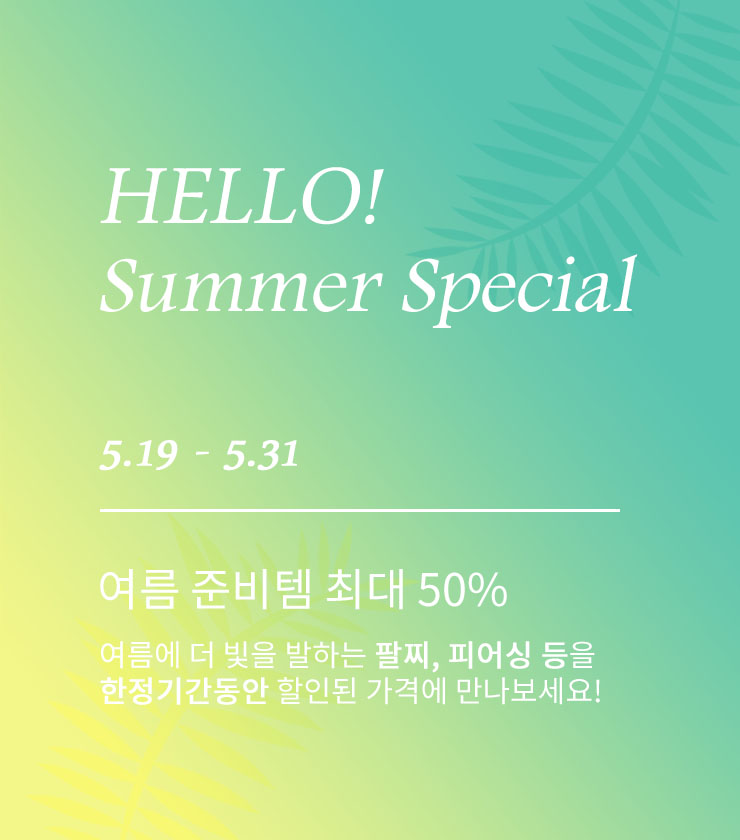 HELLO!
Summer Special
5.19 - 5.31
여름 준비템 최대 50%
여름에 더 빛을 발하는 팔찌, 피어싱 등을
한정기간동안 할인된 가격에 만나보세요!